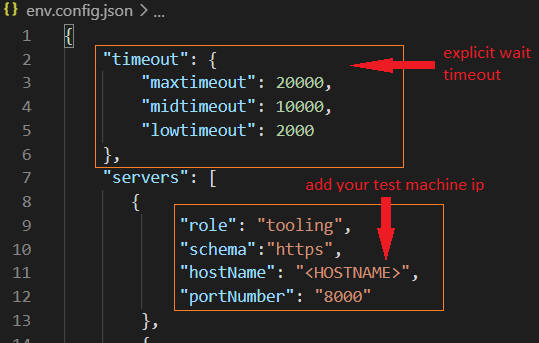 {} env.config.json > ...
1 {
2 "timeout": {
explicit wait
timeout
3 "maxtimeout": 20000,
4 "midtimeout": 10000,
5 "lowtimeout": 2000
6 },
7 "servers": [
add your test machine ip
8 {
9 "role": "tooling",
10 "schema":"https",
11 "hostName": "<HOSTNAME>",
12 "portNumber": "8000"
13 },